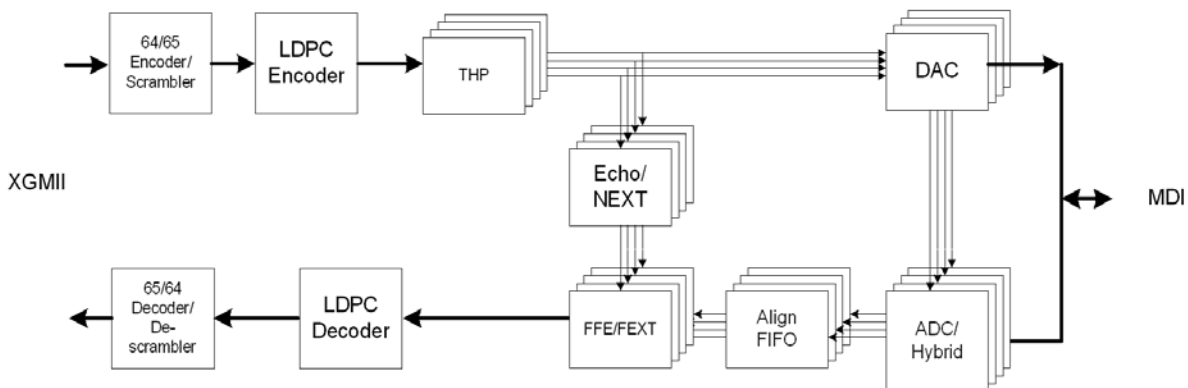 64/65
Encoder/
Scrambler
LDPC
Encoder
THP
DAC
Echo/
NEXT
XGMII
MDI
65/64
Decoder/
De-
scrambler
LDPC
Decoder
FFE/FEXT
Align
FIFO
ADC/
Hybrid